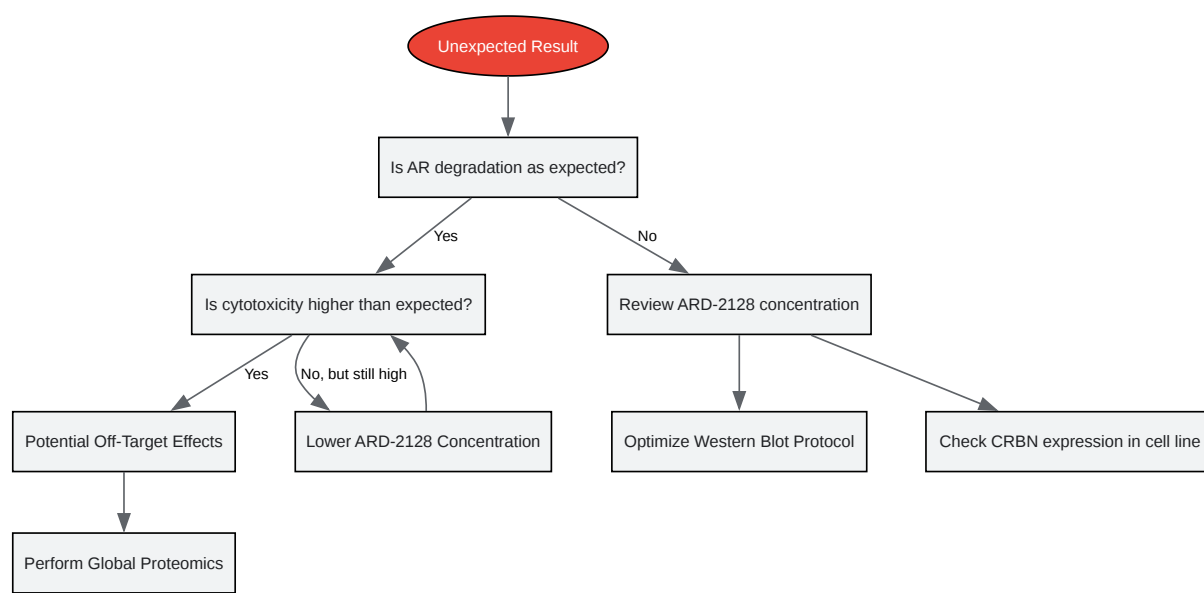 Unexpected Result
Is AR degradation as expected?
Yes
No
Is cytotoxicity higher than expected?
Review ARD-2128 concentration
Yes
No, but still high
Potential Off-Target Effects
Lower ARD-2128 Concentration
Optimize Western Blot Protocol
Check CRBN expression in cell line
Perform Global Proteomics